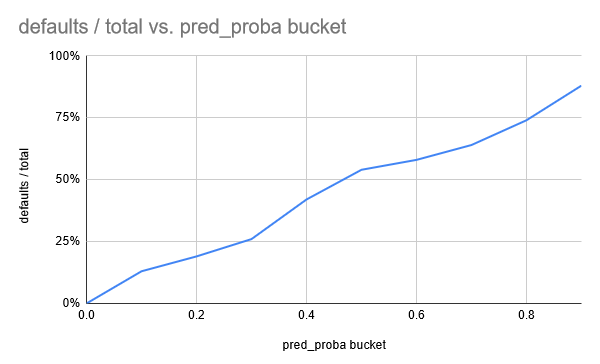 defaults / total vs. pred_proba bucket
100%
75%
50%
25%
0%
defaults / total
0.0 0.2 0.4 0.6 0.8
pred_proba bucket